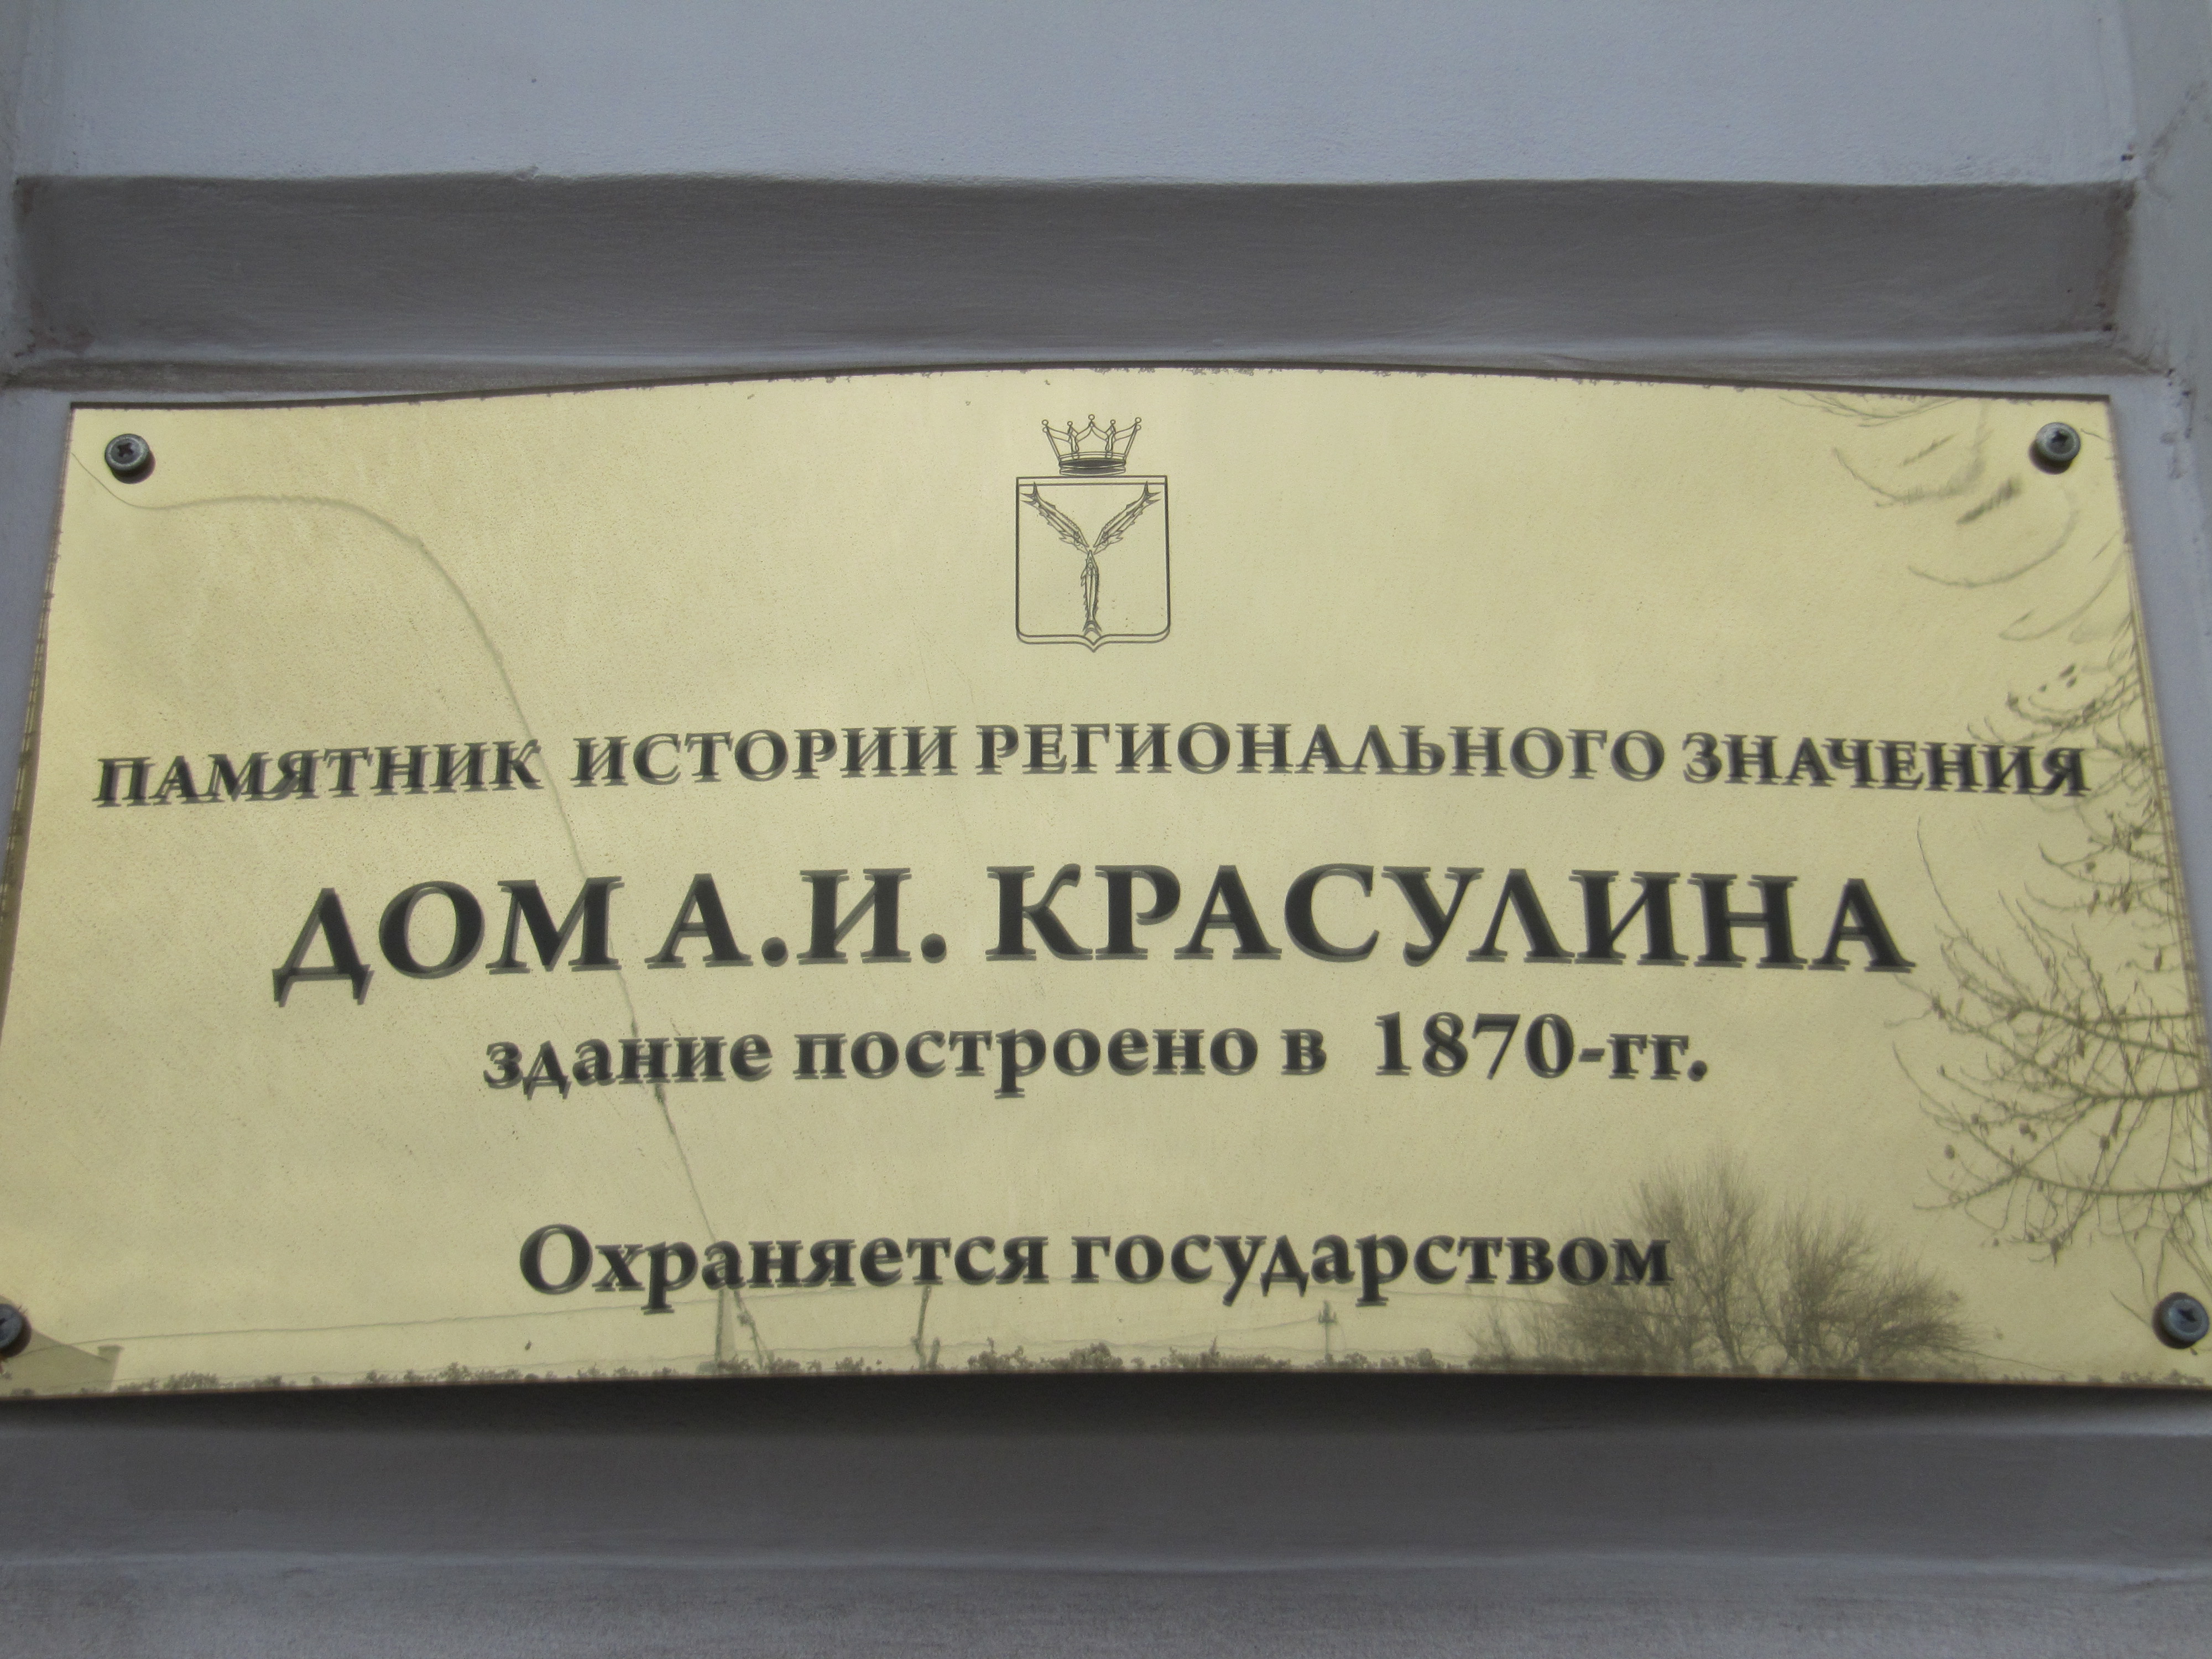 ПАМЯТНИК ИСТОРИИ РЕГИОНАЛЬНОГО ЗНАЧЕНИЯ
ДОМ А.И. КРАСУЛИНА
здание построено в 1870-гг.
Охраняется государством